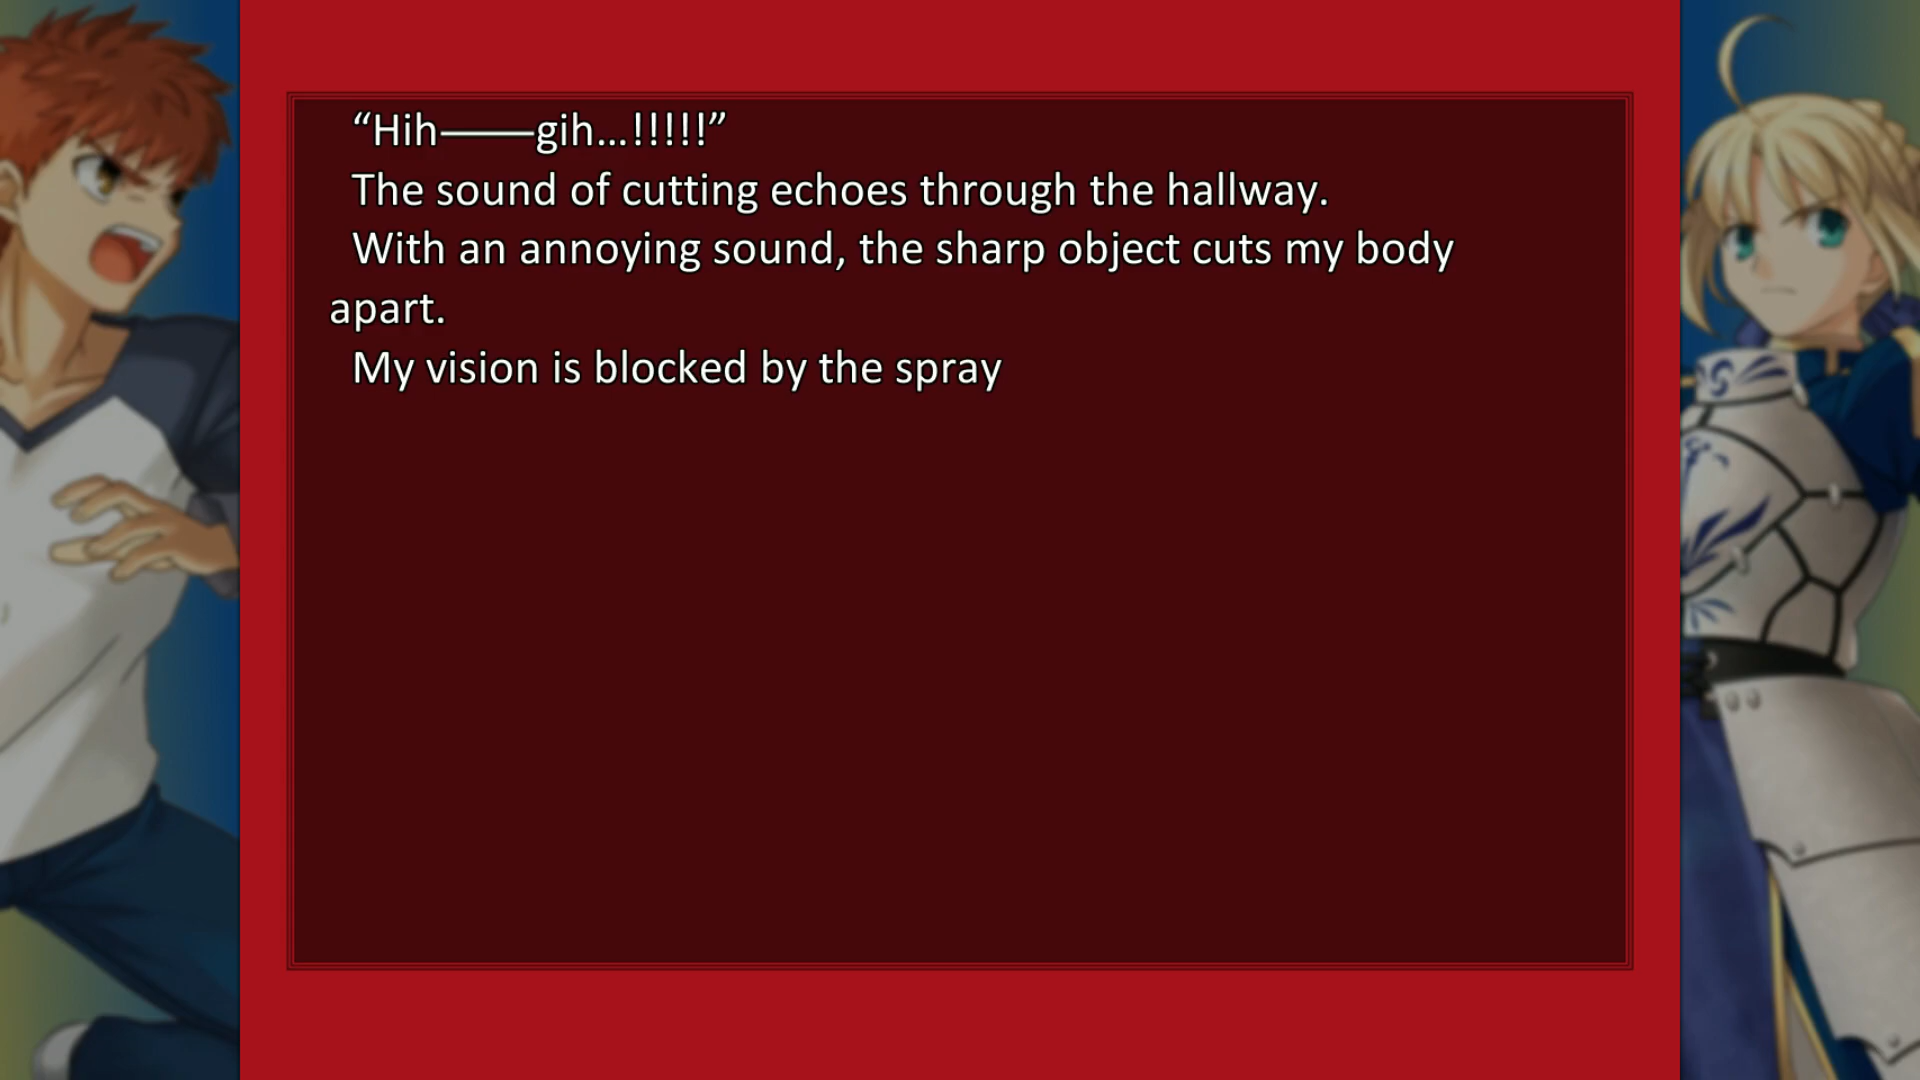 “Hih――gih...!!!!!”
The sound of cutting echoes through the hallway.
With an annoying sound, the sharp object cuts my body
apart.
My vision is blocked by the spray